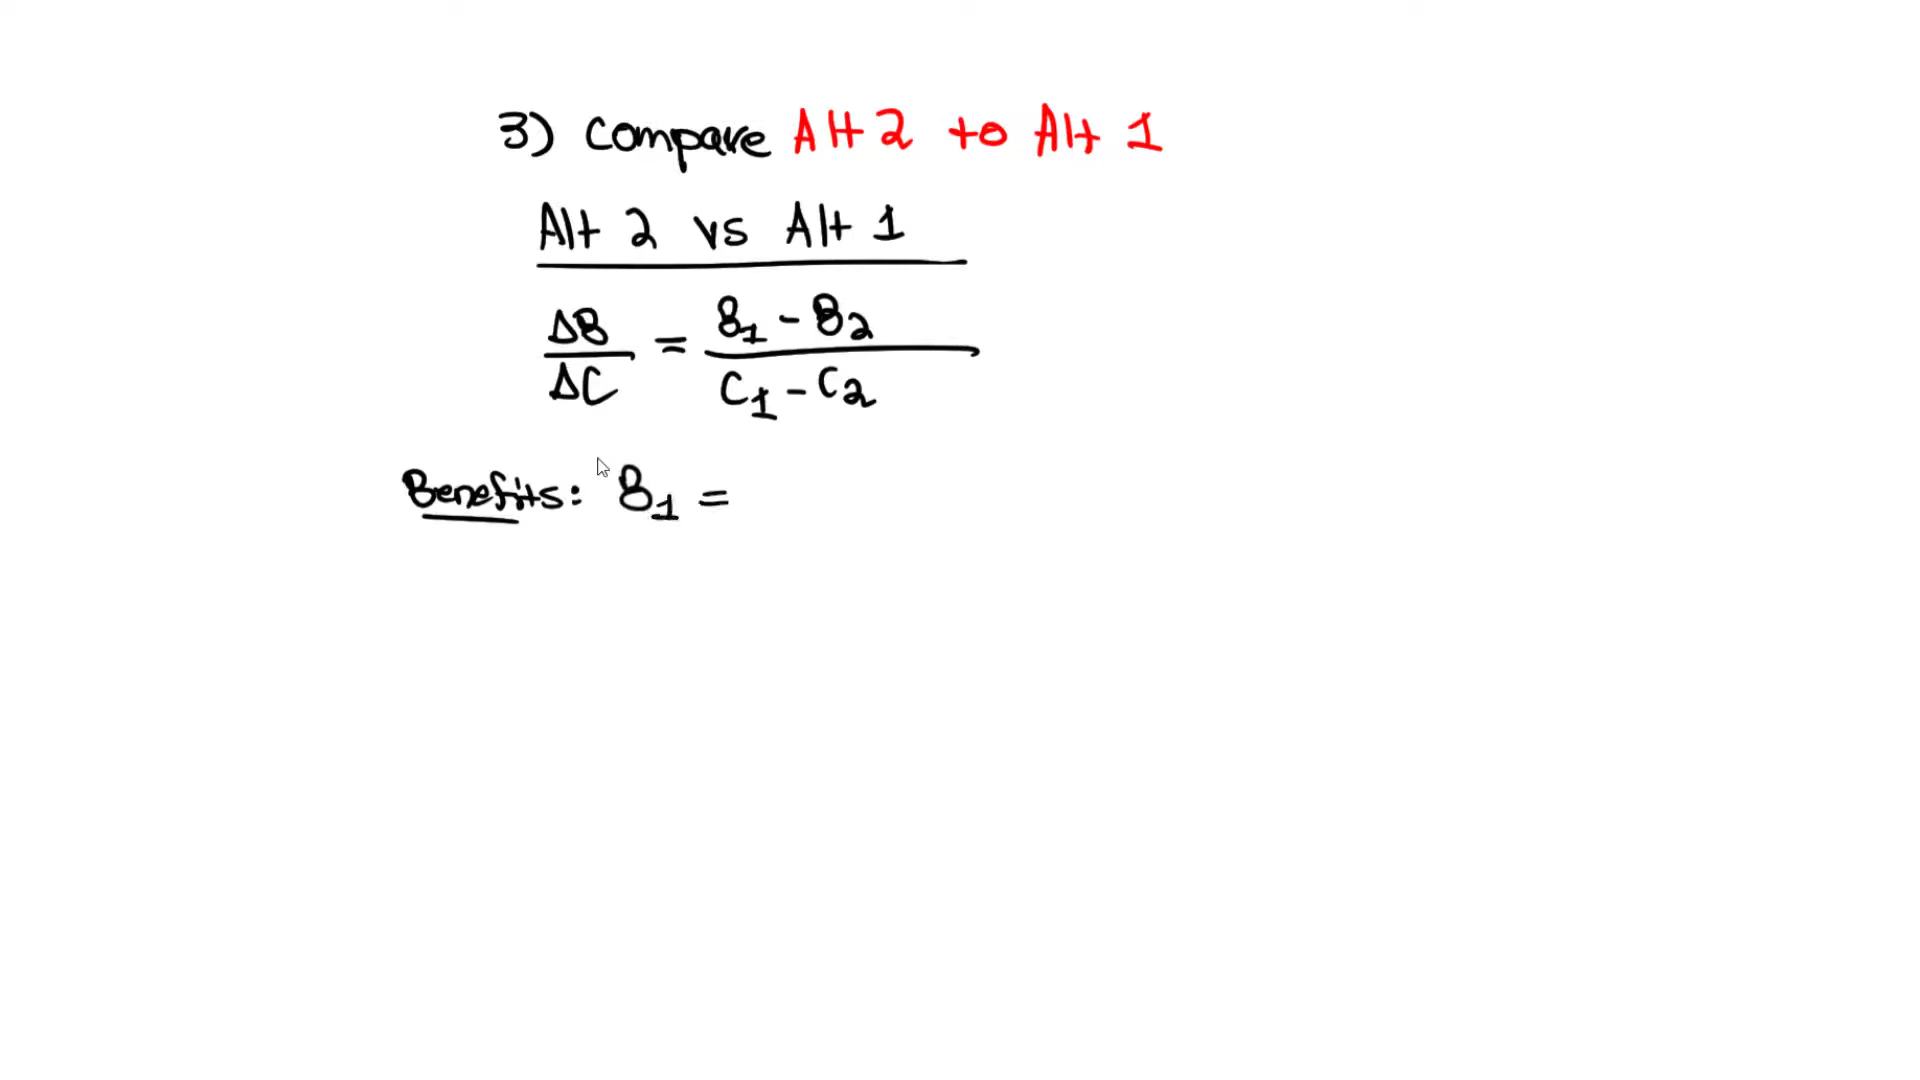 3) Compare Alt 2 to Alt 1
Alt 2 vs Alt 1
ΔB/ΔC = B₁ - B₂ / C₁ - C₂
Benefits: B₁ =